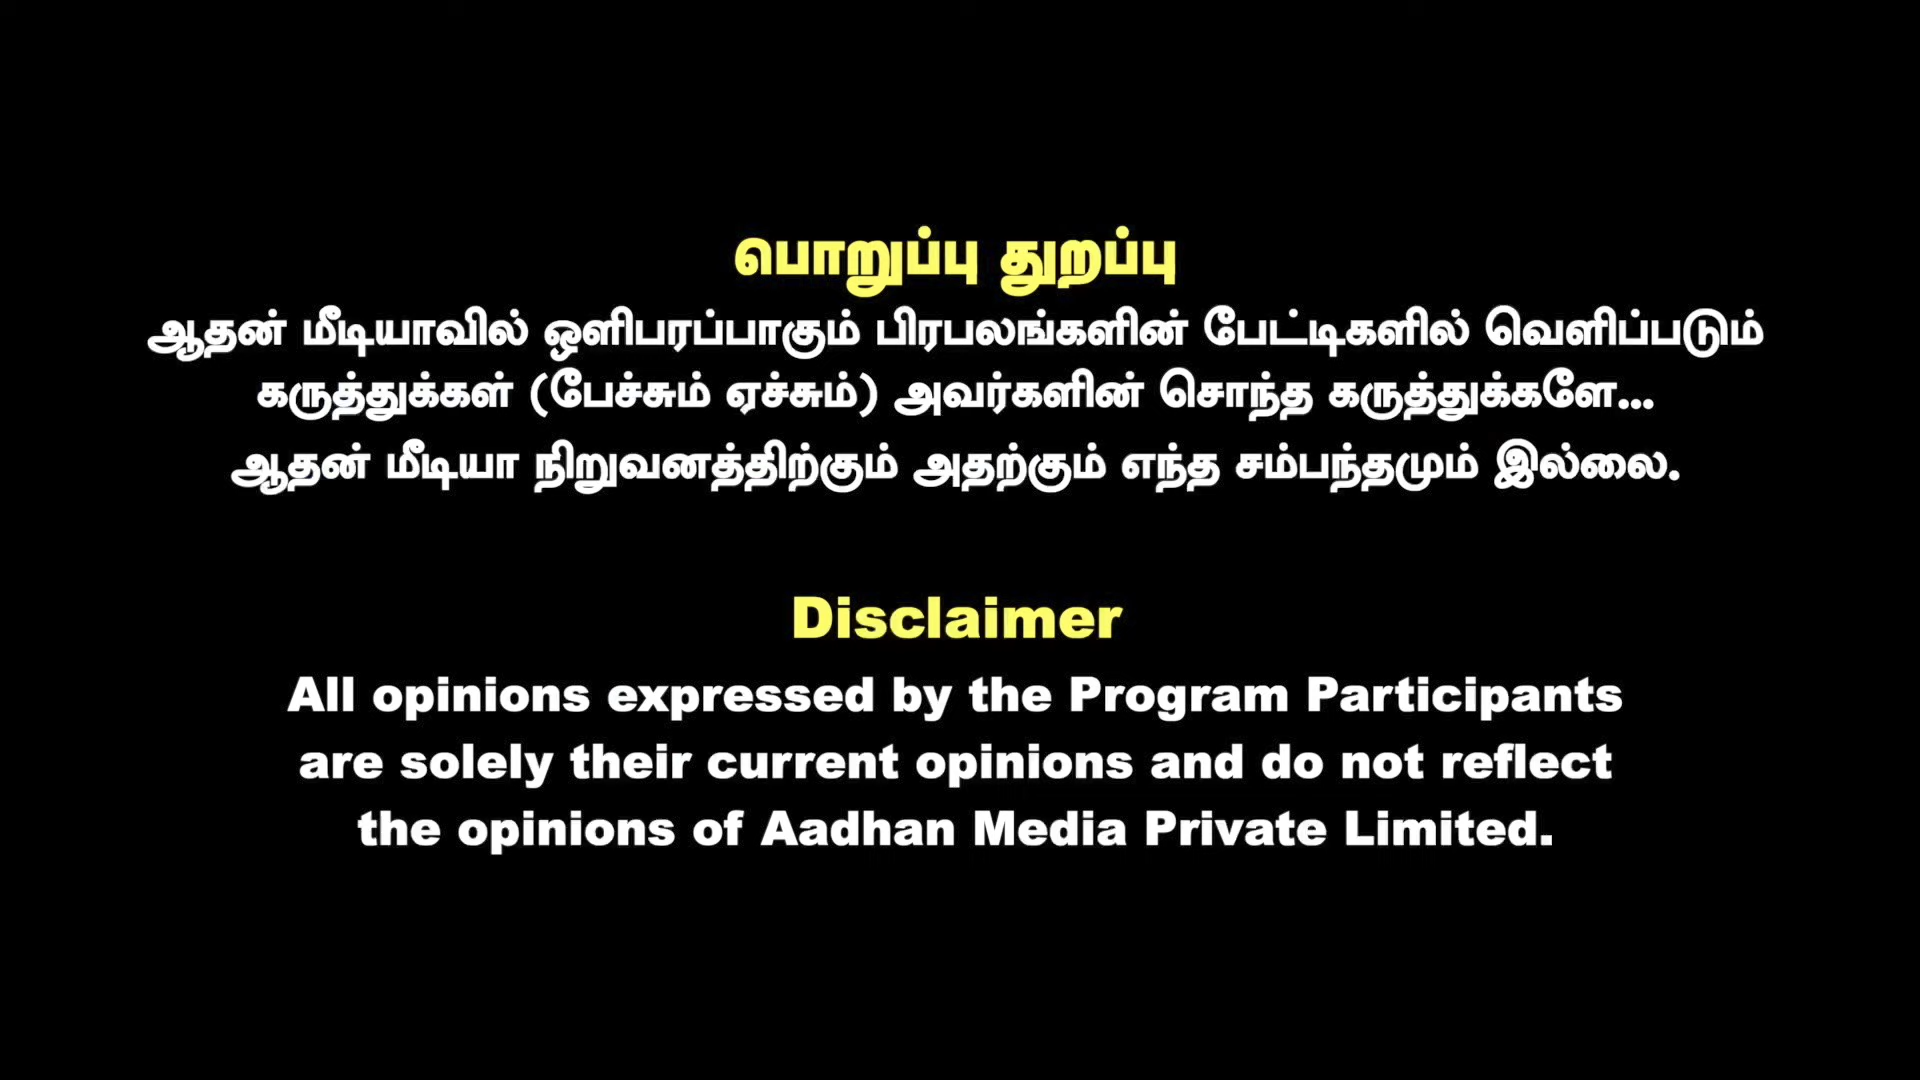 பொறுப்பு துறப்பு
ஆதன் மீடியாவில் ஒளிபரப்பாகும் பிரபலங்களின் பேட்டிகளில் வெளிப்படும்
கருத்துக்கள் (பேச்சும் ஏச்சும்) அவர்களின் சொந்த கருத்துக்களே...
ஆதன் மீடியா நிறுவனத்திற்கும் அதற்கும் எந்த சம்பந்தமும் இல்லை.
Disclaimer
All opinions expressed by the Program Participants
are solely their current opinions and do not reflect
the opinions of Aadhan Media Private Limited.